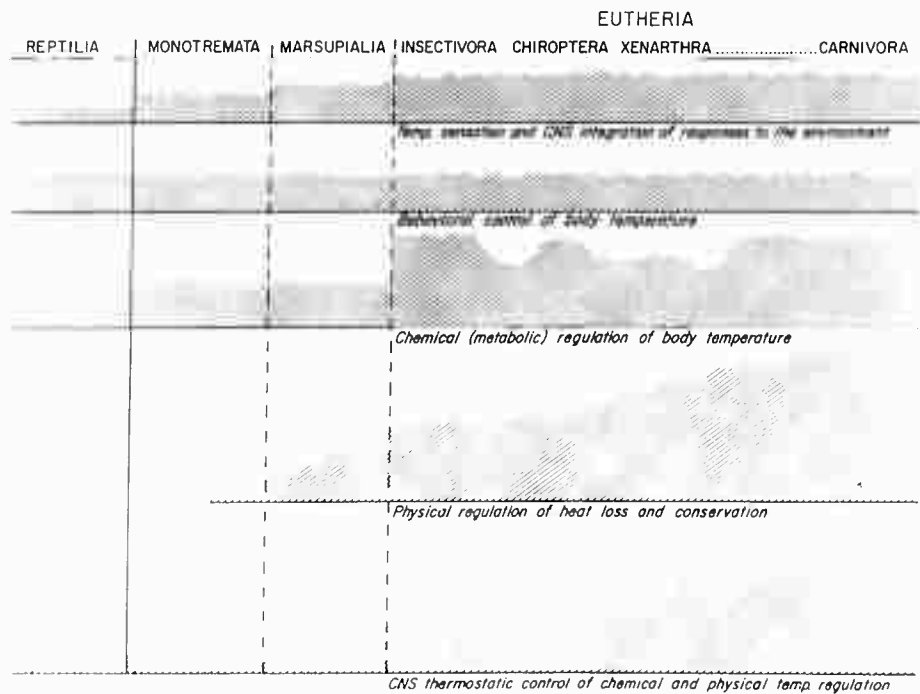 EUTHERIA
REPTILIA MONOTREMATA MARSUPIALIA INSECTIVORA CHIROPTERA XENARTHRA.....................CARNIVORA
Temp. sensation and CNS integration of responses to the environment
Behavioral control of body temperature
Chemical (metabolic) regulation of body temperature
Physical regulation of heat loss and conservation
CNS thermostatic control of chemical and physical temp. regulation